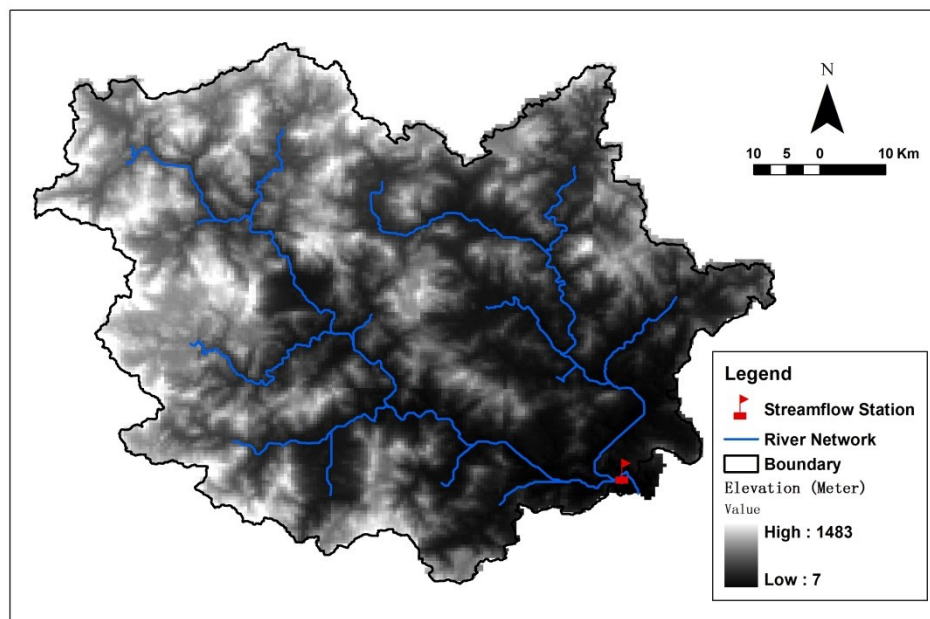 N
10 5 0 10 Km
Legend
Streamflow Station
River Network
Boundary
Elevation (Meter)
Value
High : 1483
Low : 7